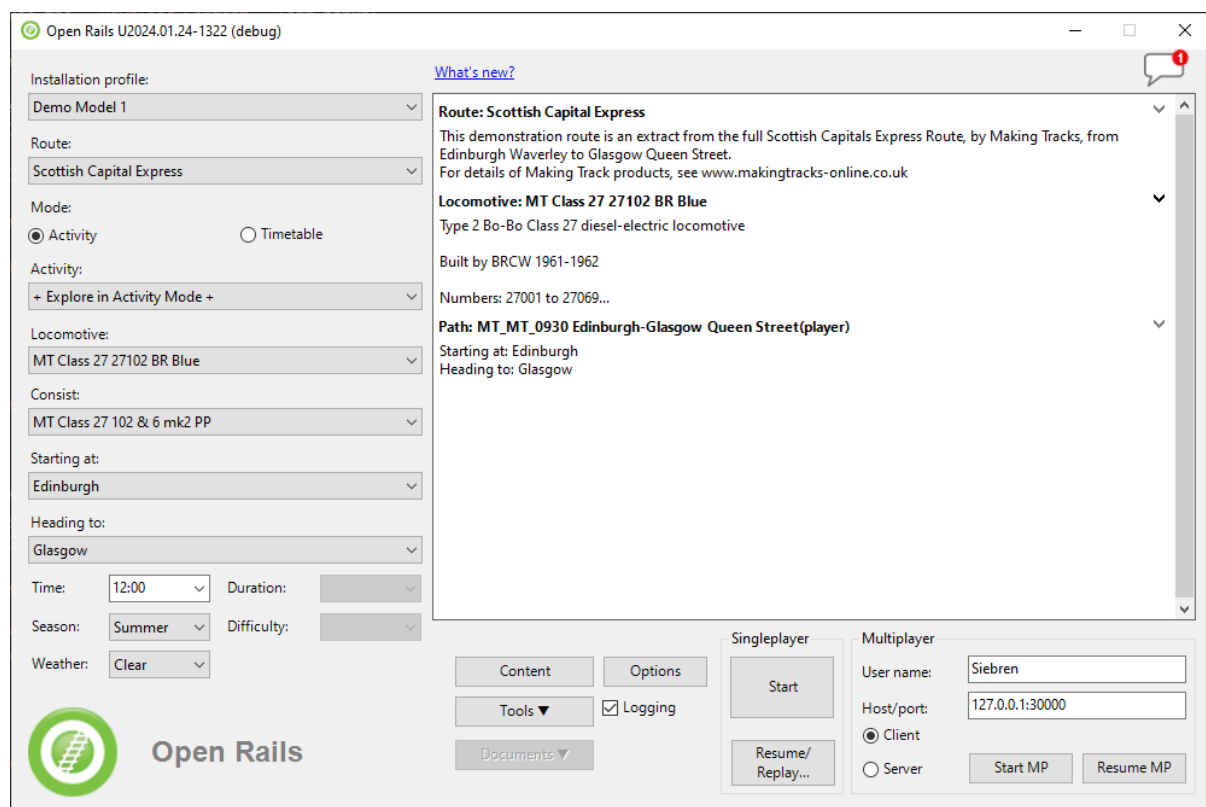 Open Rails U2024.01.24-1322 (debug)
Installation profile:
Demo Model 1
Route:
Scottish Capital Express
Mode:
Activity
Timetable
Activity:
+ Explore in Activity Mode +
Locomotive:
MT Class 27 27102 BR Blue
Consist:
MT Class 27 102 & 6 mk2 PP
Starting at:
Edinburgh
Heading to:
Glasgow
Time:
12:00
Duration:
Season:
Summer
Difficulty:
Weather:
Clear
Open Rails
What's new?
1
Route: Scottish Capital Express
This demonstration route is an extract from the full Scottish Capitals Express Route, by Making Tracks, from
Edinburgh Waverley to Glasgow Queen Street.
For details of Making Track products, see www.makingtracks-online.co.uk
Locomotive: MT Class 27 27102 BR Blue
Type 2 Bo-Bo Class 27 diesel-electric locomotive
Built by BRCW 1961-1962
Numbers: 27001 to 27069...
Path: MT_MT_0930 Edinburgh-Glasgow Queen Street(player)
Starting at: Edinburgh
Heading to: Glasgow
Content
Options
Tools ▼
Logging
Documents ▼
Singleplayer
Start
Resume/
Replay...
Multiplayer
User name:
Siebren
Host/port:
127.0.0.1:30000
Client
Server
Start MP
Resume MP